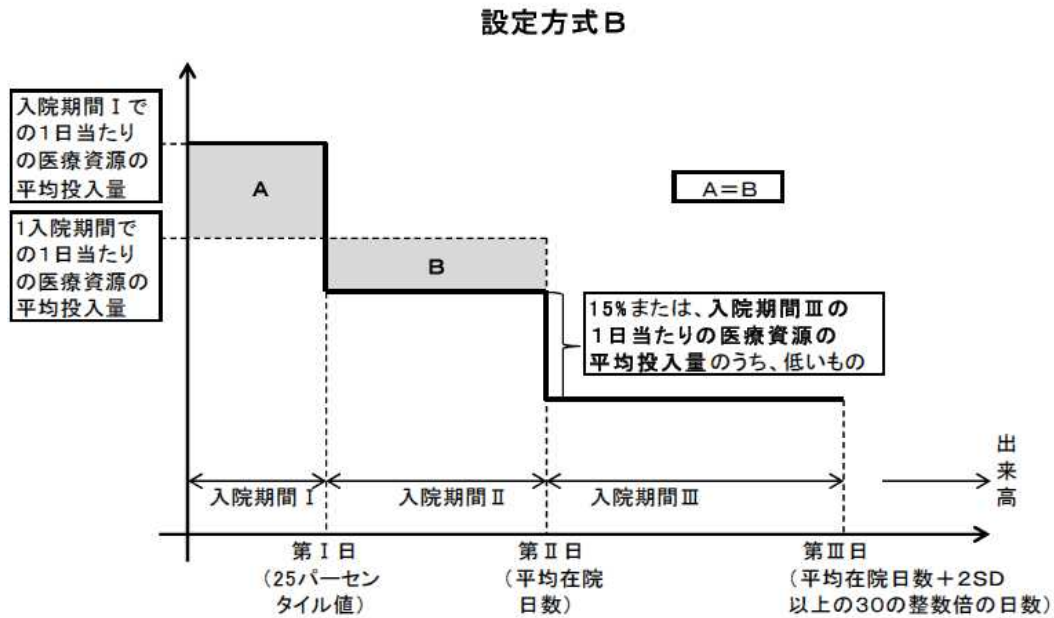 設定方式B
入院期間Ⅰで
の1日当たり
の医療資源の
平均投入量
1入院期間で
の1日当たり
の医療資源の
平均投入量
A
B
A=B
15%または、入院期間Ⅲの
1日当たりの医療資源の
平均投入量のうち、低いもの
入院期間Ⅰ
入院期間Ⅱ
入院期間Ⅲ
出
来
高
第Ⅰ日
(25パーセン
タイル値)
第Ⅱ日
(平均在院
日数)
第Ⅲ日
(平均在院日数+2SD
以上の30の整数倍の日数)